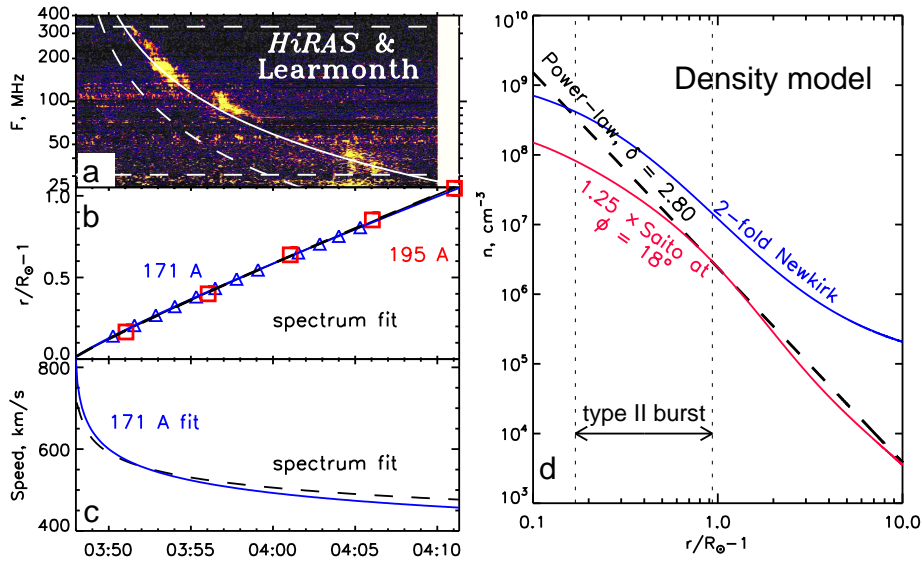 400
300
200
100
50
25
F, MHz
HiRAS &
Learmonth
a
1.0
0.5
0.0
r/R⊙−1
b
171 A
195 A
spectrum fit
800
600
400
Speed, km/s
171 A fit
spectrum fit
c
03:50
03:55
04:00
04:05
04:10
10¹⁰
10⁹
10⁸
10⁷
10⁶
10⁵
10⁴
10³
n, cm⁻³
Density model
Power-law, δ = 2.80
2-fold Newkirk
1.25 × Saito at
ϕ = 18°
type II burst
d
0.1
1.0
10.0
r/R⊙−1